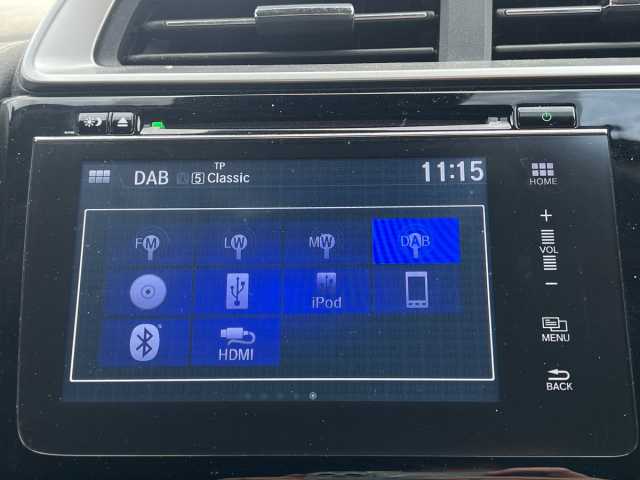 TP
DAB 5 Classic 11:15
FM LW MW DAB
iPod
HDMI
HOME
+
VOL
−
MENU
BACK